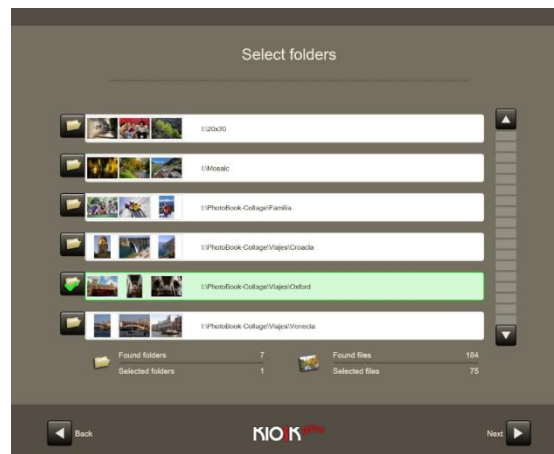 Select folders
I:\20x30
I:\Mosaic
I:\PhotoBook-Collage\Familia
I:\PhotoBook-Collage\Viajes\Croacia
I:\PhotoBook-Collage\Viajes\Oxford
I:\PhotoBook-Collage\Viajes\Venecia
Found folders 7 Found files 184
Selected folders 1 Selected files 75
Back KIOSK Next